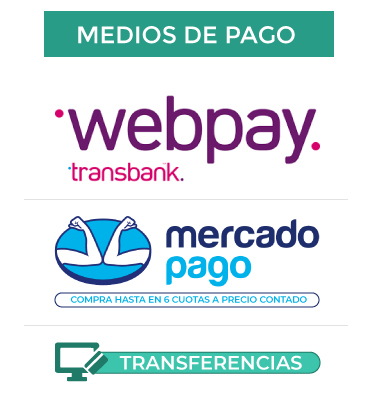 MEDIOS DE PAGO
webpay.
transbank.
mercado
pago
COMPRA HASTA EN 6 CUOTAS A PRECIO CONTADO
TRANSFERENCIAS